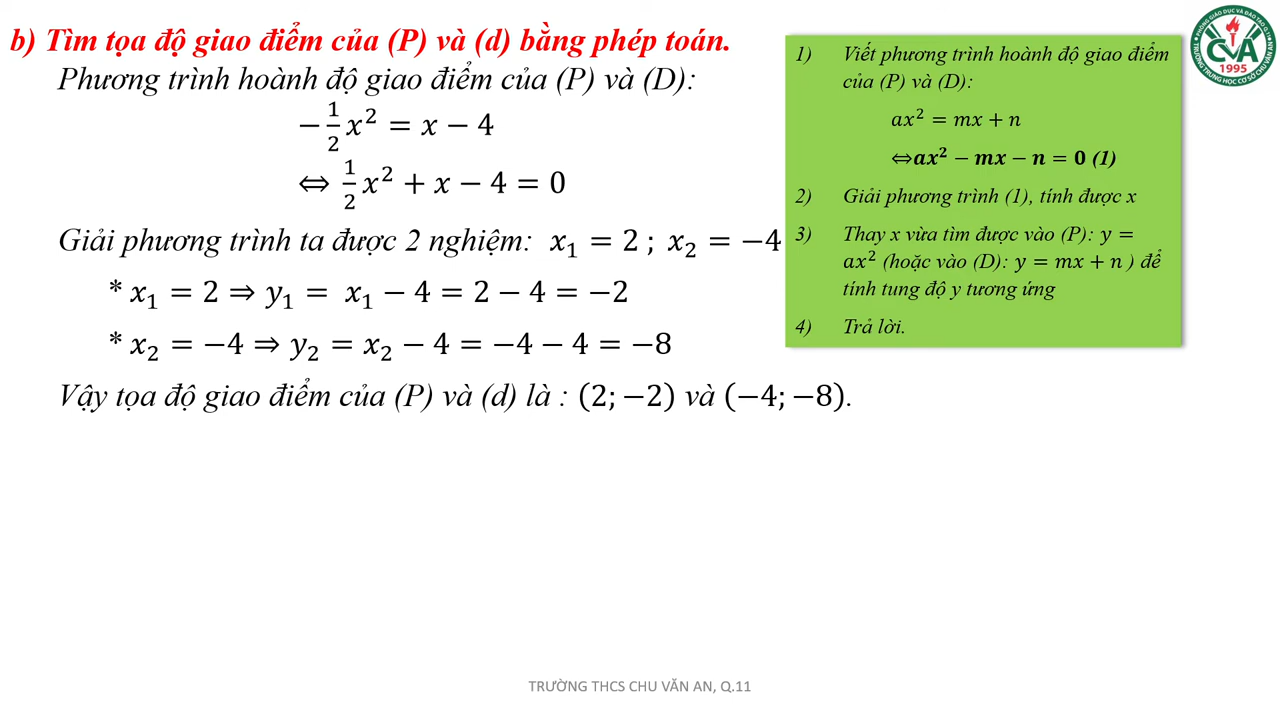 b) Tìm tọa độ giao điểm của (P) và (d) bằng phép toán.
Phương trình hoành độ giao điểm của (P) và (D):
−1/2 x² = x − 4
⇔ 1/2 x² + x − 4 = 0
Giải phương trình ta được 2 nghiệm: x₁ = 2 ; x₂ = −4
* x₁ = 2 ⇒ y₁ = x₁ − 4 = 2 − 4 = −2
* x₂ = −4 ⇒ y₂ = x₂ − 4 = −4 − 4 = −8
Vậy tọa độ giao điểm của (P) và (d) là : (2; −2) và (−4; −8).
1) Viết phương trình hoành độ giao điểm
của (P) và (D):
ax² = mx + n
⇔ax² − mx − n = 0 (1)
2) Giải phương trình (1), tính được x
3) Thay x vừa tìm được vào (P): y =
ax² (hoặc vào (D): y = mx + n ) để
tính tung độ y tương ứng
4) Trả lời.
CVA
1995
TRƯỜNG THCS CHU VĂN AN, Q.11